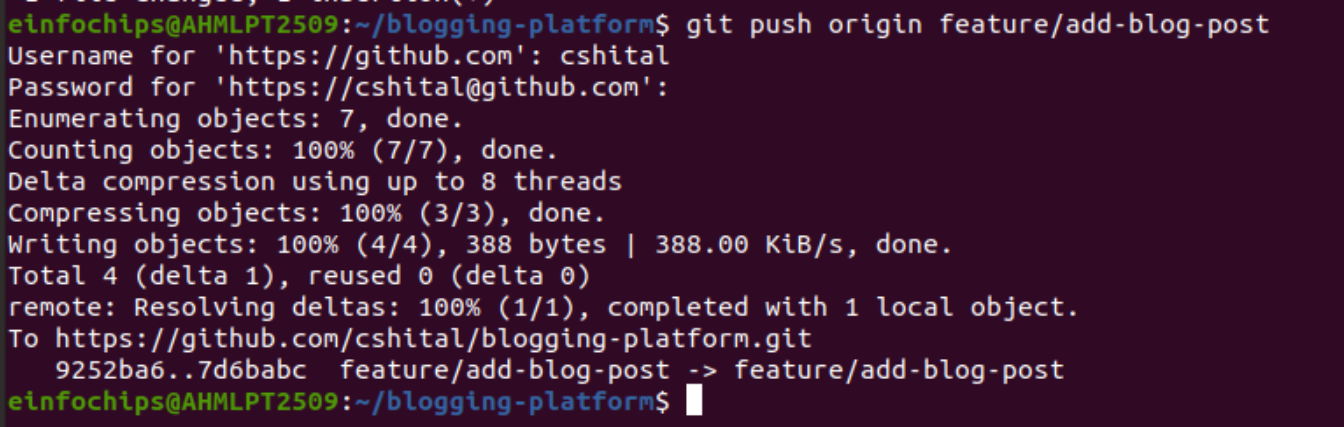 einfochips@AHMLPT2509:~/blogging-platform$ git push origin feature/add-blog-post
Username for 'https://github.com': cshital
Password for 'https://cshital@github.com':
Enumerating objects: 7, done.
Counting objects: 100% (7/7), done.
Delta compression using up to 8 threads
Compressing objects: 100% (3/3), done.
Writing objects: 100% (4/4), 388 bytes | 388.00 KiB/s, done.
Total 4 (delta 1), reused 0 (delta 0)
remote: Resolving deltas: 100% (1/1), completed with 1 local object.
To https://github.com/cshital/blogging-platform.git
   9252ba6..7d6babc  feature/add-blog-post -> feature/add-blog-post
einfochips@AHMLPT2509:~/blogging-platform$